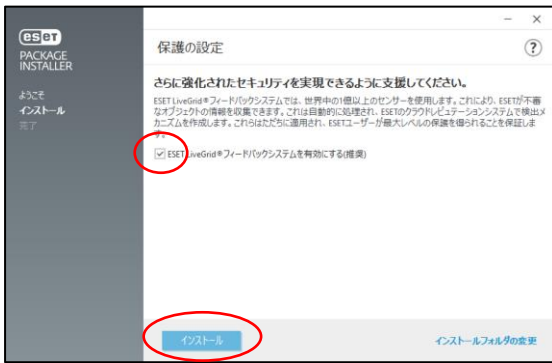 eset
PACKAGE
INSTALLER
ようこそ
インストール
完了
保護の設定
?
さらに強化されたセキュリティを実現できるように支援してください。
ESET LiveGrid®フィードバックシステムでは、世界中の1億以上のセンサーを使用します。これにより、ESETが不審
なオブジェクトの情報を収集できます。これは自動的に処理され、ESETのクラウドレピュテーションシステムで検出メ
カニズムを作成します。これらはただちに適用され、ESETユーザーが最大レベルの保護を得られることを保証しま
す。
ESET LiveGrid®フィードバックシステムを有効にする(推奨)
インストール
インストールフォルダの変更